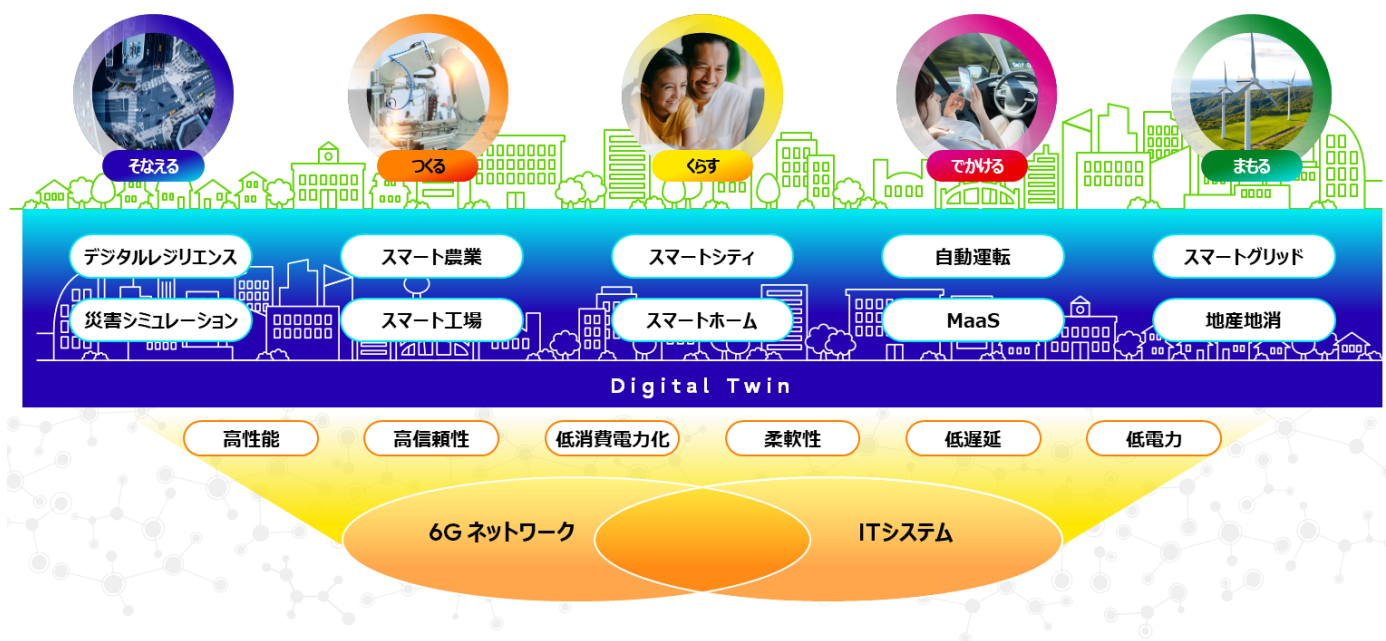 そなえる
つくる
くらす
でかける
まもる
デジタルレジリエンス
スマート農業
スマートシティ
自動運転
スマートグリッド
災害シミュレーション
スマート工場
スマートホーム
MaaS
地産地消
Digital Twin
高性能
高信頼性
低消費電力化
柔軟性
低遅延
低電力
6G ネットワーク
ITシステム